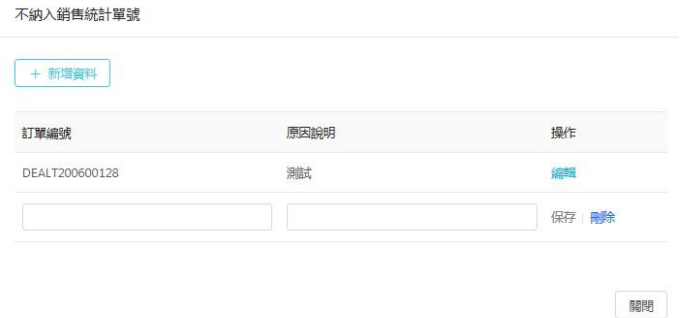 不納入銷售統計單號
+ 新增資料
訂單編號 原因說明 操作
DEALT200600128 測試 編輯
保存 | 刪除
關閉